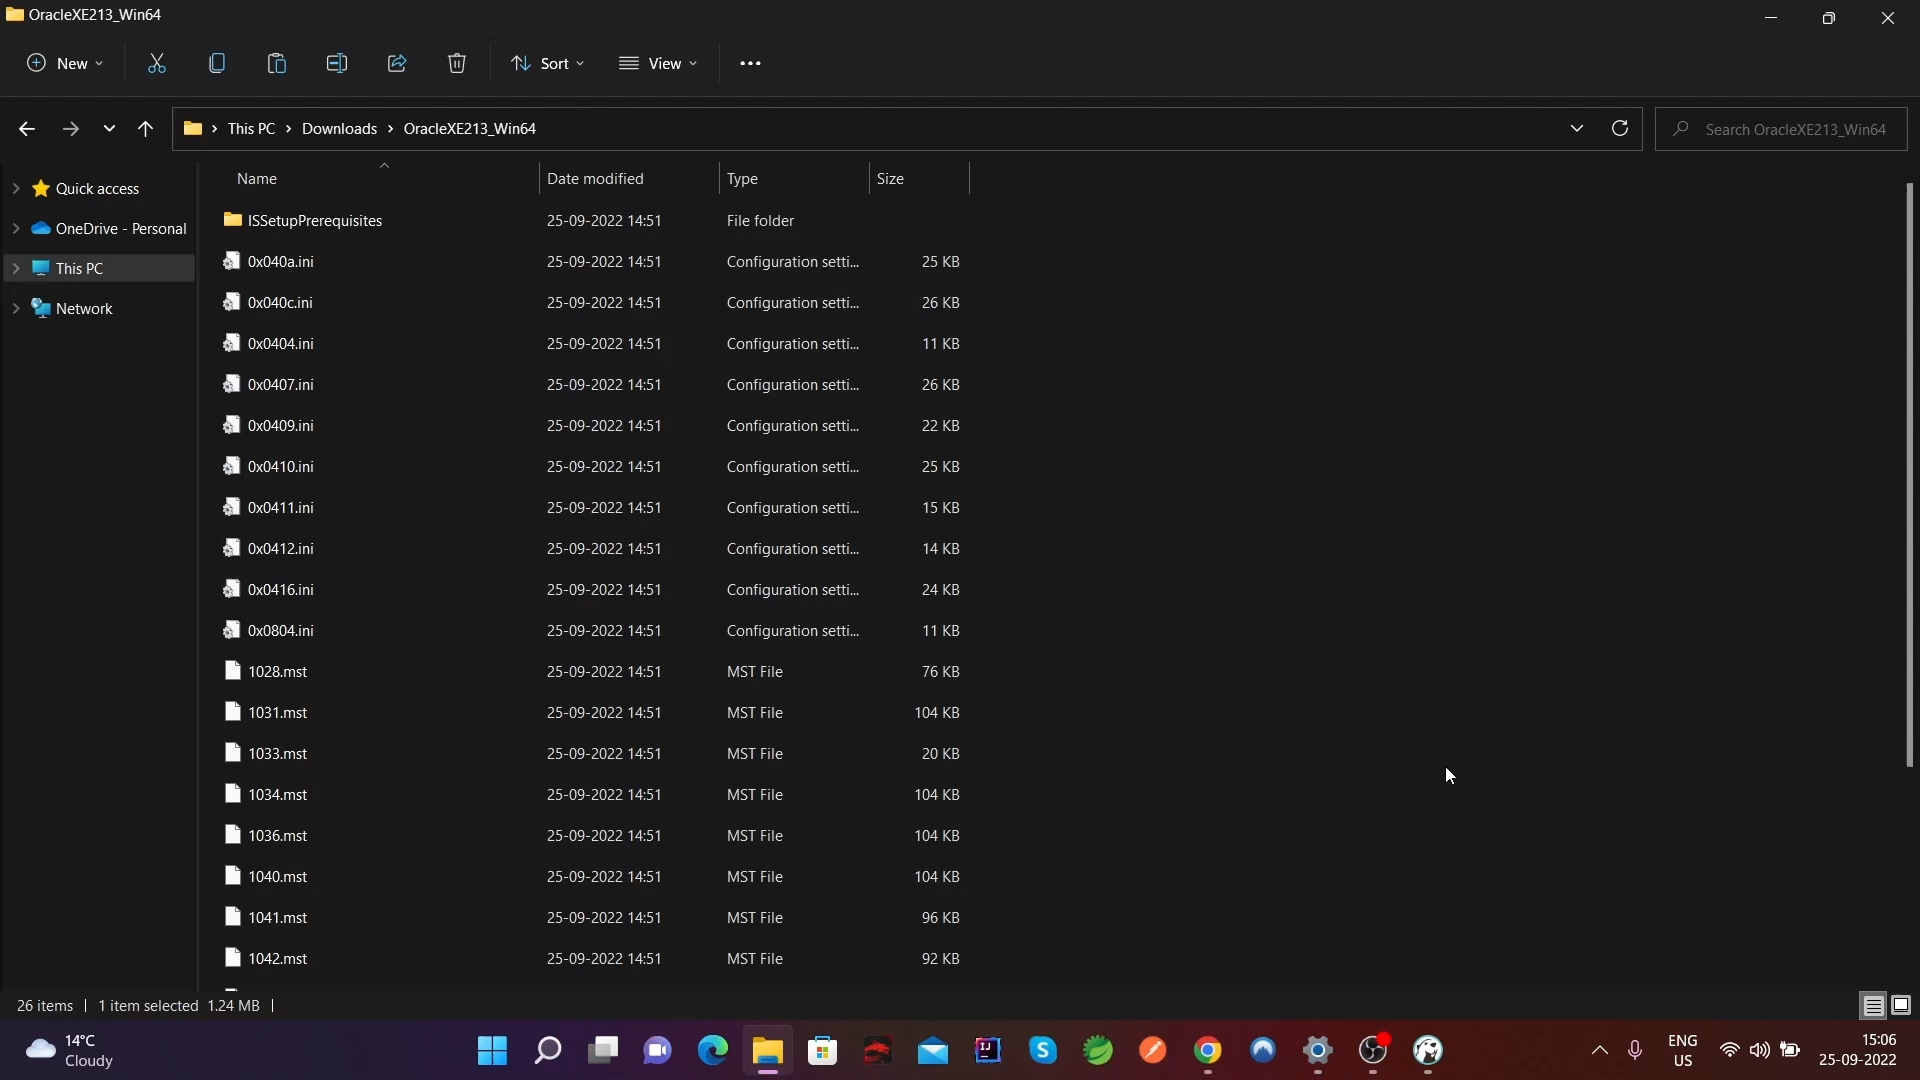 OracleXE213_Win64
New Sort View
This PC Downloads OracleXE213_Win64 Search OracleXE213_Win64
Quick access
OneDrive - Personal
This PC
Network
Name Date modified Type Size
ISSetupPrerequisites 25-09-2022 14:51 File folder
0x040a.ini 25-09-2022 14:51 Configuration setti... 25 KB
0x040c.ini 25-09-2022 14:51 Configuration setti... 26 KB
0x0404.ini 25-09-2022 14:51 Configuration setti... 11 KB
0x0407.ini 25-09-2022 14:51 Configuration setti... 26 KB
0x0409.ini 25-09-2022 14:51 Configuration setti... 22 KB
0x0410.ini 25-09-2022 14:51 Configuration setti... 25 KB
0x0411.ini 25-09-2022 14:51 Configuration setti... 15 KB
0x0412.ini 25-09-2022 14:51 Configuration setti... 14 KB
0x0416.ini 25-09-2022 14:51 Configuration setti... 24 KB
0x0804.ini 25-09-2022 14:51 Configuration setti... 11 KB
1028.mst 25-09-2022 14:51 MST File 76 KB
1031.mst 25-09-2022 14:51 MST File 104 KB
1033.mst 25-09-2022 14:51 MST File 20 KB
1034.mst 25-09-2022 14:51 MST File 104 KB
1036.mst 25-09-2022 14:51 MST File 104 KB
1040.mst 25-09-2022 14:51 MST File 104 KB
1041.mst 25-09-2022 14:51 MST File 96 KB
1042.mst 25-09-2022 14:51 MST File 92 KB
26 items 1 item selected 1.24 MB
14°C
Cloudy
ENG
US
15:06
25-09-2022